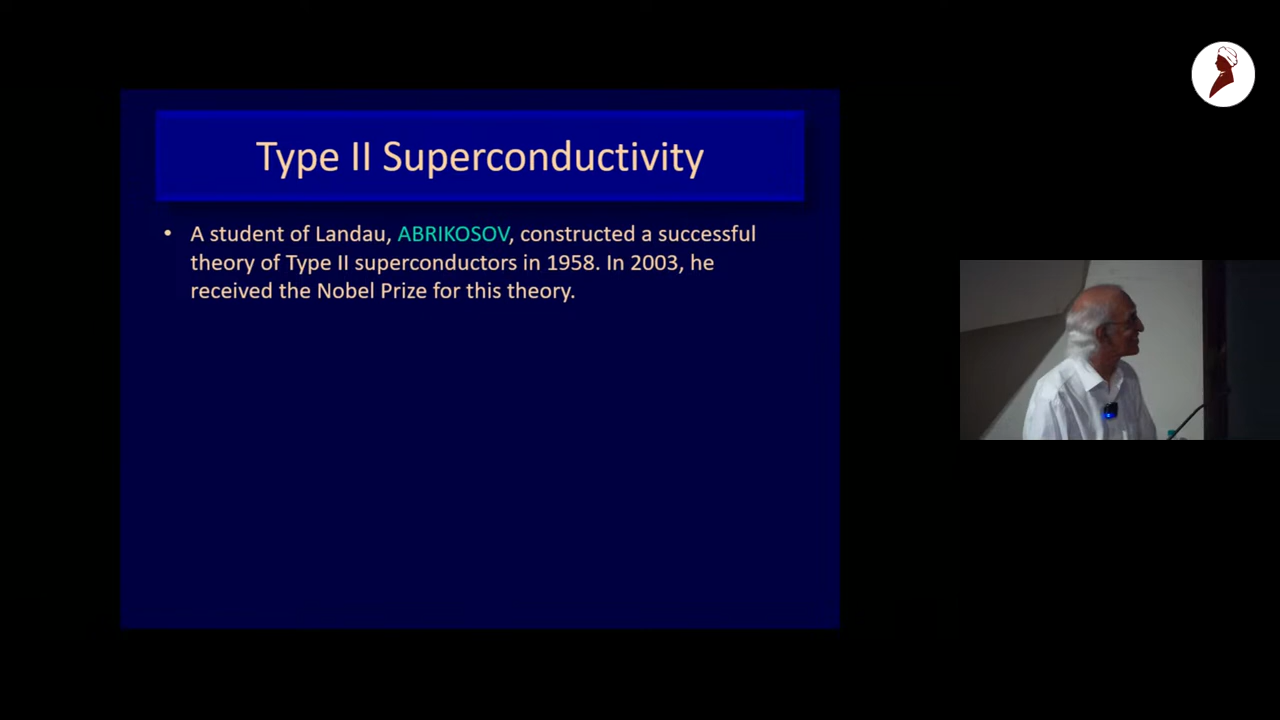 Type II Superconductivity
• A student of Landau, ABRIKOSOV, constructed a successful
theory of Type II superconductors in 1958. In 2003, he
received the Nobel Prize for this theory.